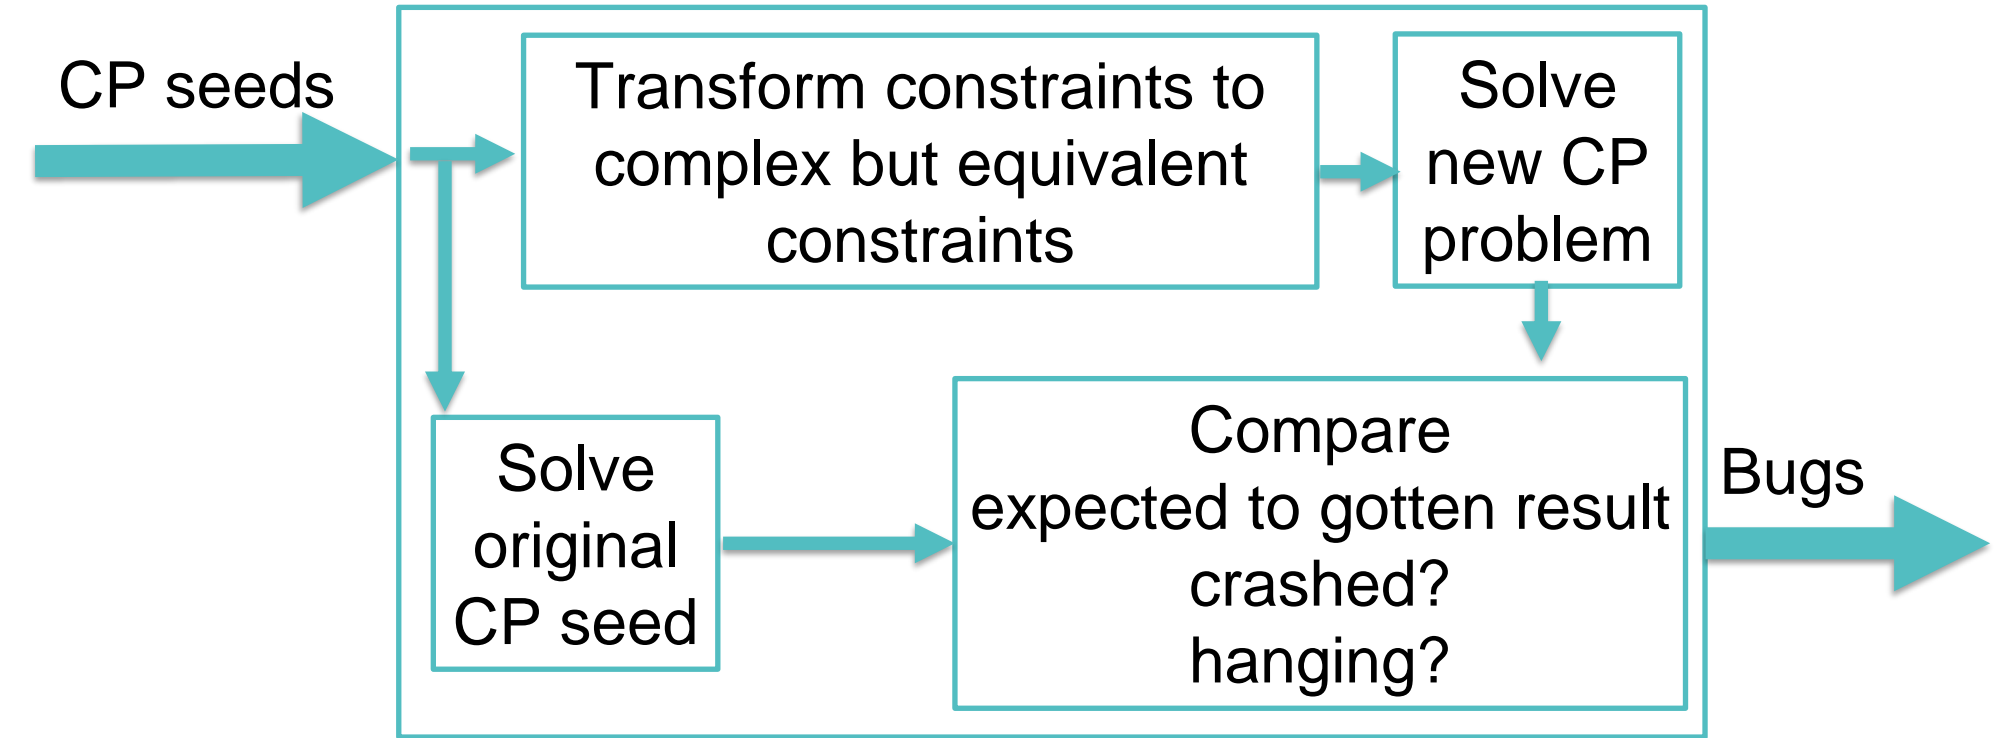 CP seeds
Transform constraints to
complex but equivalent
constraints
Solve
new CP
problem
Solve
original
CP seed
Compare
expected to gotten result
crashed?
hanging?
Bugs